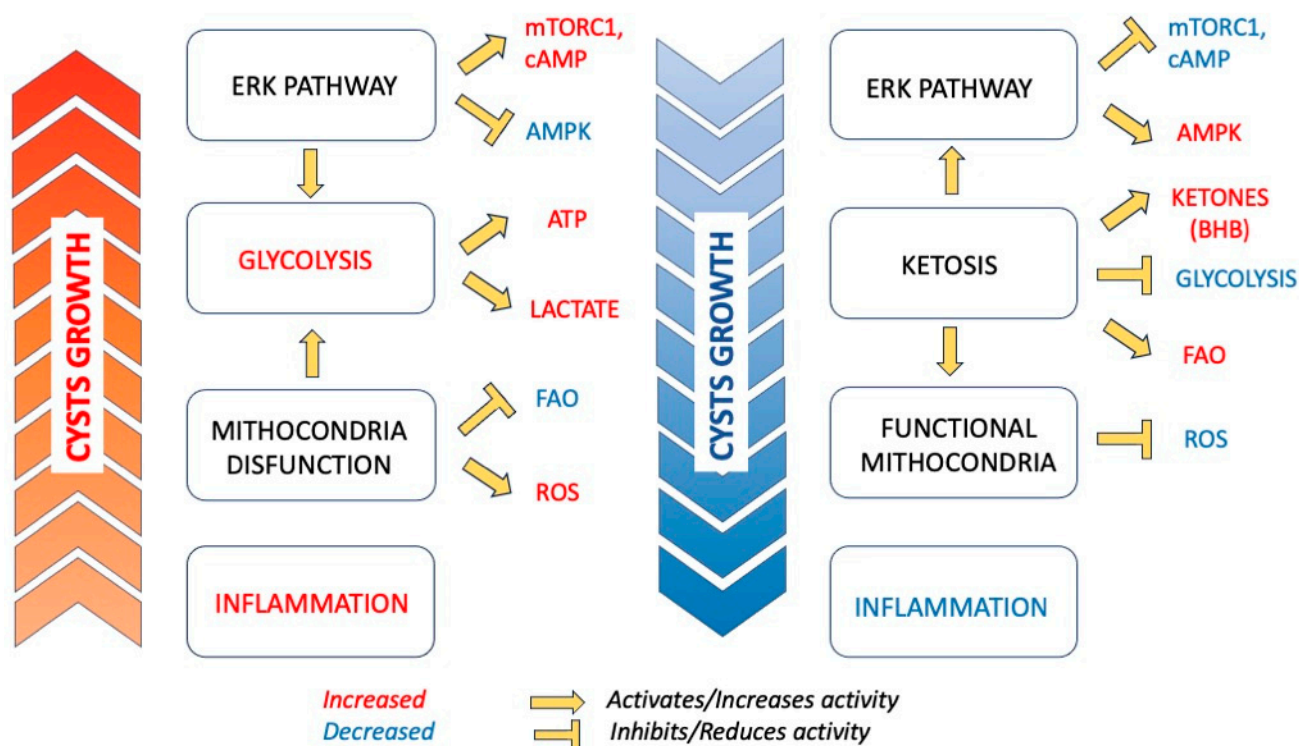 CYSTS GROWTH
ERK PATHWAY
mTORC1,
cAMP
AMPK
GLYCOLYSIS
ATP
LACTATE
MITHOCONDRIA
DISFUNCTION
FAO
ROS
INFLAMMATION
CYSTS GROWTH
ERK PATHWAY
mTORC1,
cAMP
AMPK
KETOSIS
KETONES
(BHB)
GLYCOLYSIS
FAO
FUNCTIONAL
MITHOCONDRIA
ROS
INFLAMMATION
Increased
Activates/Increases activity
Decreased
Inhibits/Reduces activity